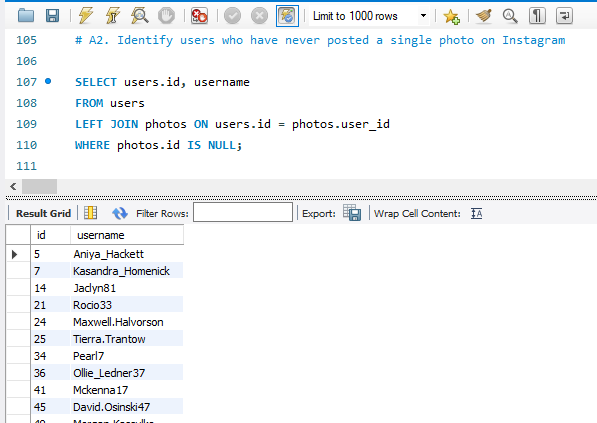 Limit to 1000 rows
105 # A2. Identify users who have never posted a single photo on Instagram
106
107 SELECT users.id, username
108 FROM users
109 LEFT JOIN photos ON users.id = photos.user_id
110 WHERE photos.id IS NULL;
111
Result Grid Filter Rows: Export: Wrap Cell Content: IA
id username
5 Aniya_Hackett
7 Kasandra_Homenick
14 Jaclyn81
21 Rocio33
24 Maxwell.Halvorson
25 Tierra.Trantow
34 Pearl7
36 Ollie_Ledner37
41 Mckenna17
45 David.Osinski47